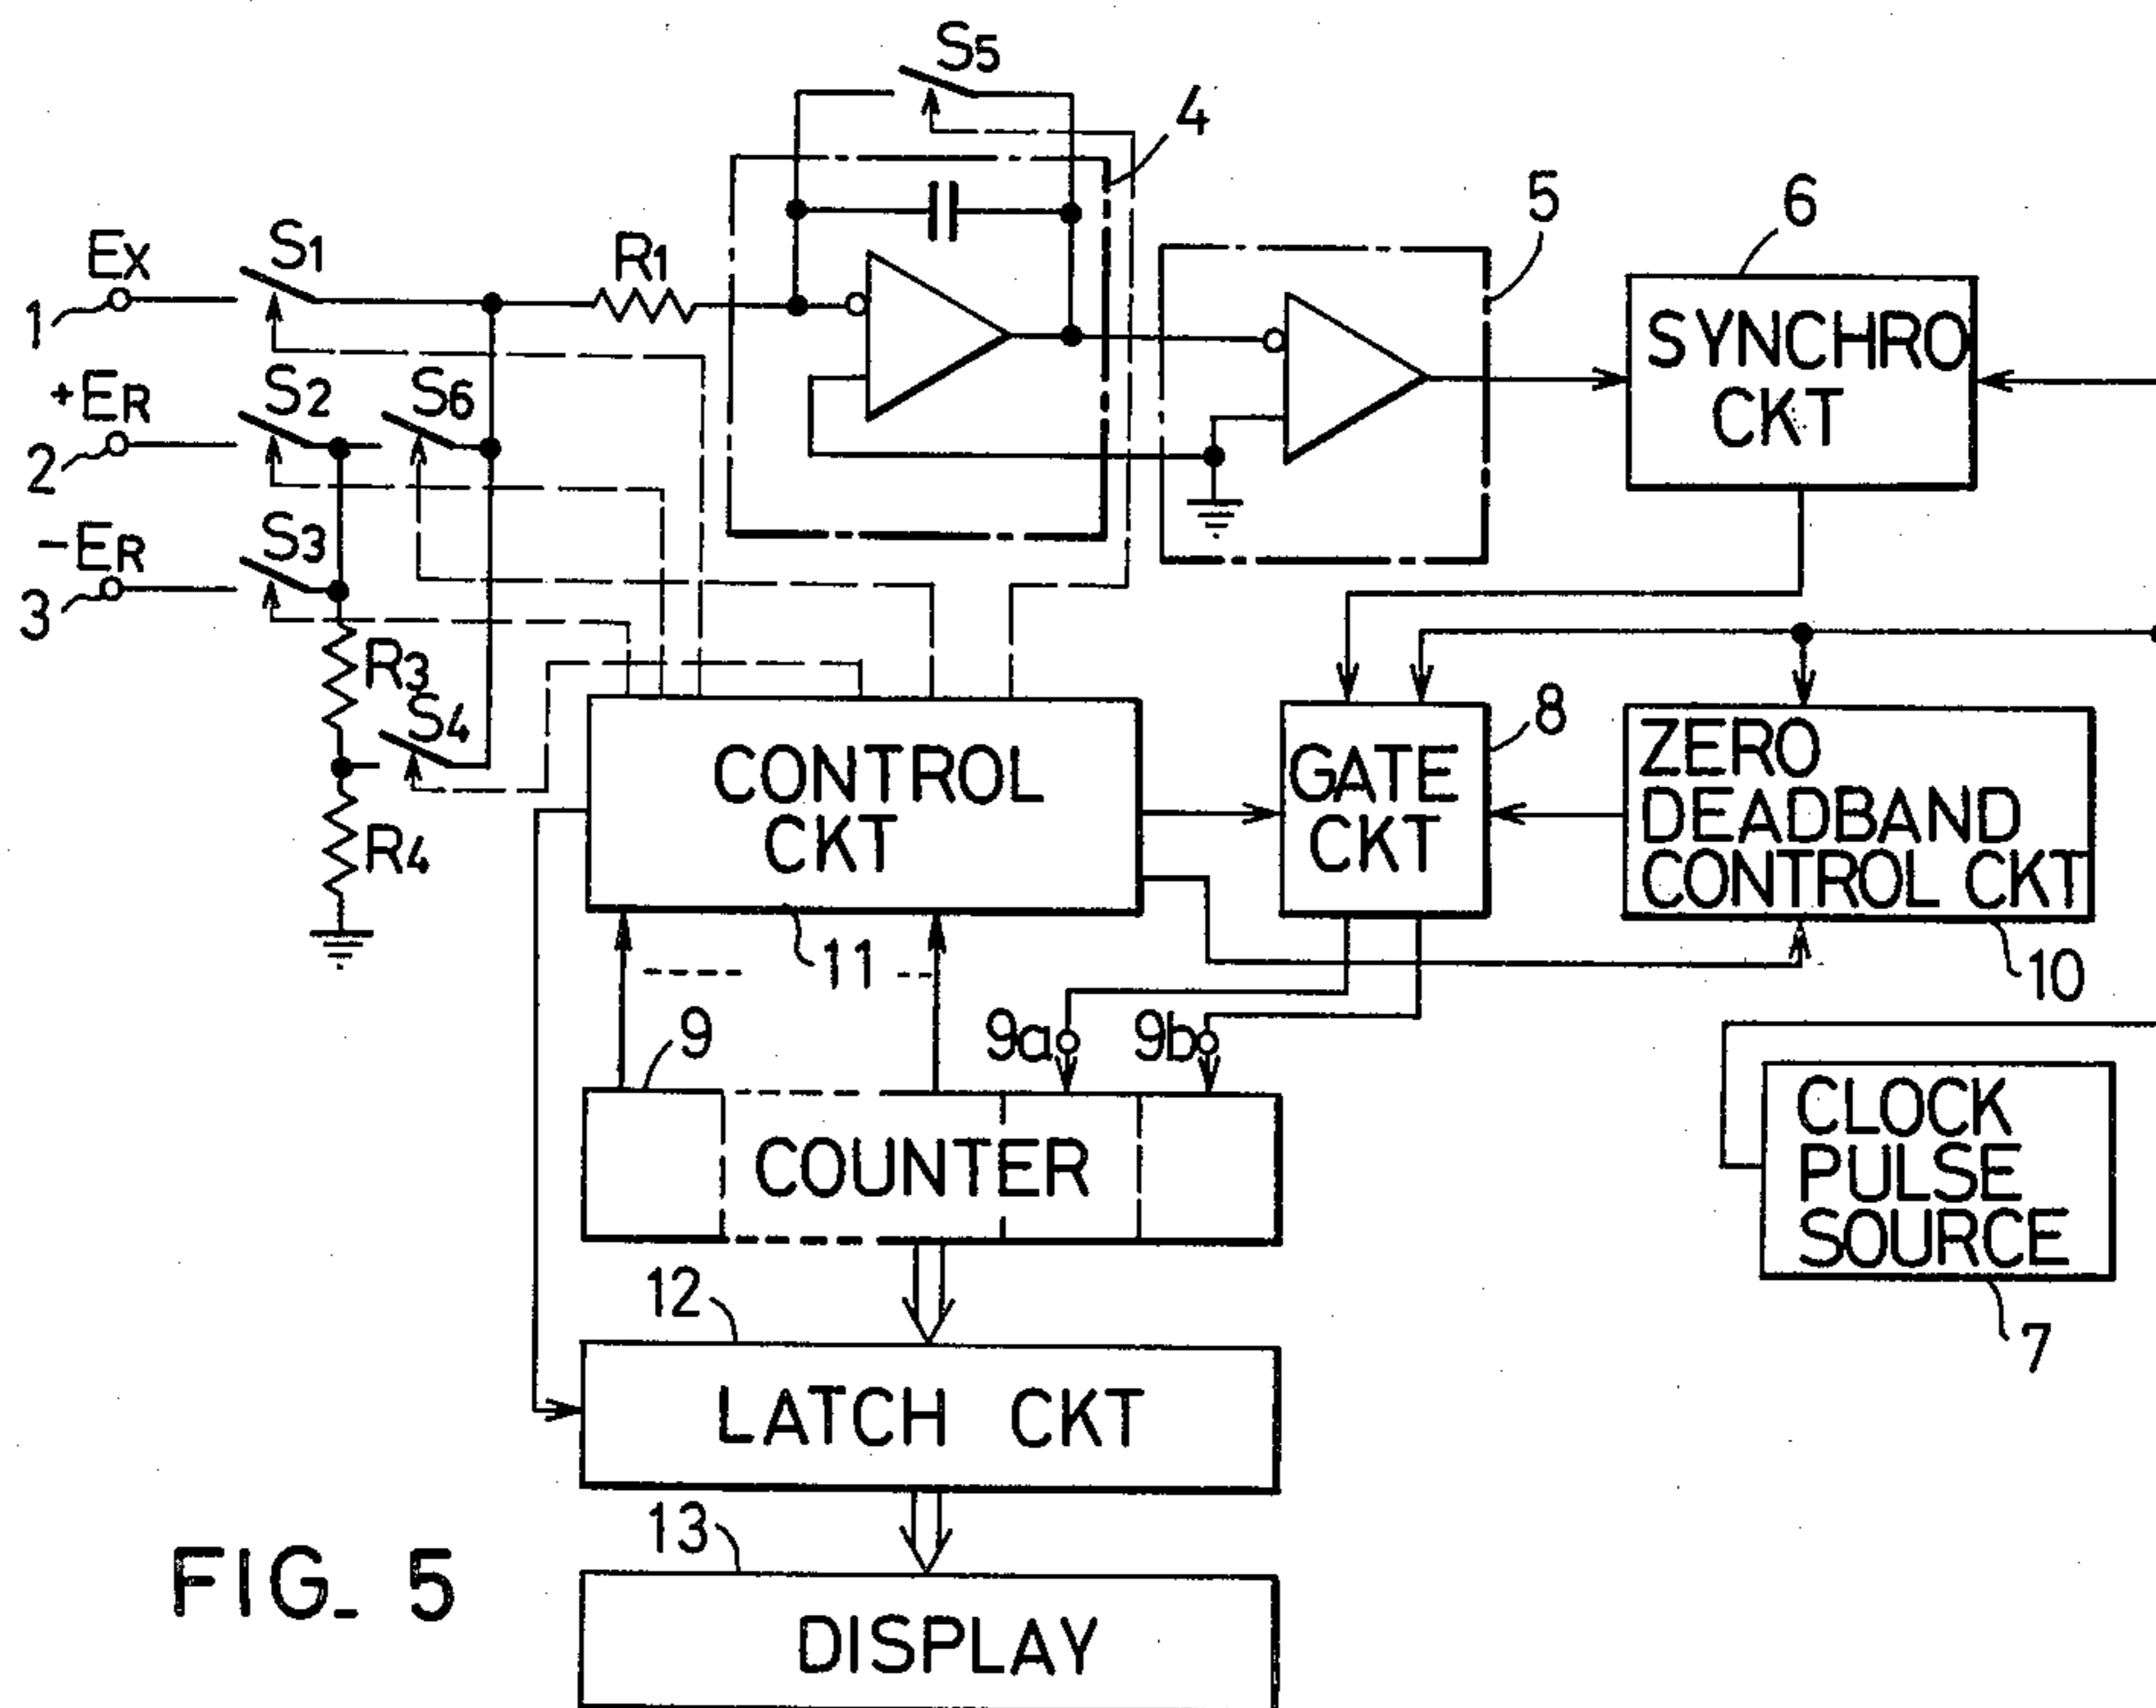 S5
4
5
6
Ex
S1
R1
1
+ER
S2
S6
2
-ER
S3
3
SYNCHRO
CKT
R3
S4
R4
CONTROL
CKT
11
GATE
CKT
8
ZERO
DEADBAND
CONTROL CKT
10
9
9a
9b
COUNTER
CLOCK
PULSE
SOURCE
7
12
LATCH CKT
13
DISPLAY
FIG. 5